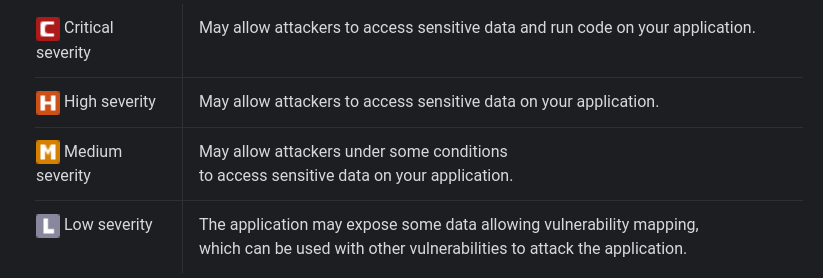 C Critical severity
May allow attackers to access sensitive data and run code on your application.
H High severity
May allow attackers to access sensitive data on your application.
M Medium severity
May allow attackers under some conditions
to access sensitive data on your application.
L Low severity
The application may expose some data allowing vulnerability mapping,
which can be used with other vulnerabilities to attack the application.